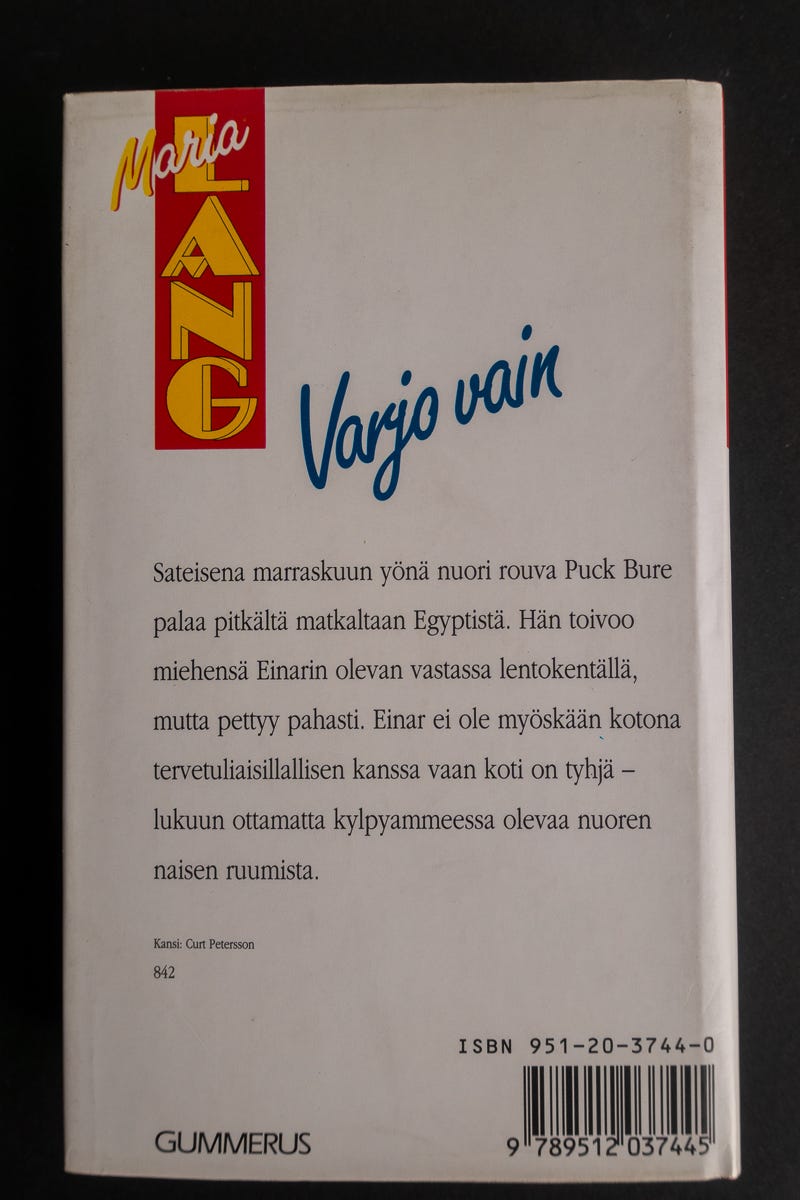 Maria
LANG
Varjo vain
Sateisena marraskuun yönä nuori rouva Puck Bure
palaa pitkältä matkaltaan Egyptistä. Hän toivoo
miehensä Einarin olevan vastassa lentokentällä,
mutta pettyy pahasti. Einar ei ole myöskään kotona
tervetuliaisillallisen kanssa vaan koti on tyhjä –
lukuun ottamatta kylpyammeessa olevaa nuoren
naisen ruumista.
Kansi: Curt Petersson
842
ISBN 951-20-3744-0
GUMMERUS
9 789512 037445